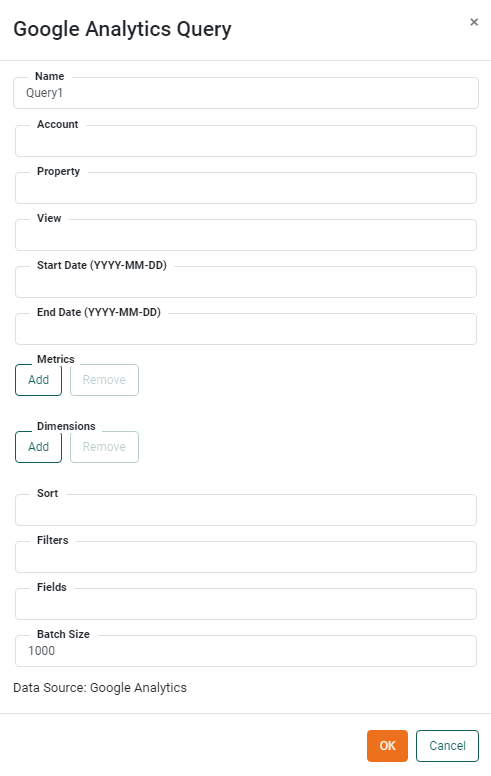 Google Analytics Query
×
Name
Query1
Account
Property
View
Start Date (YYYY-MM-DD)
End Date (YYYY-MM-DD)
Metrics
Add Remove
Dimensions
Add Remove
Sort
Filters
Fields
Batch Size
1000
Data Source: Google Analytics
OK Cancel